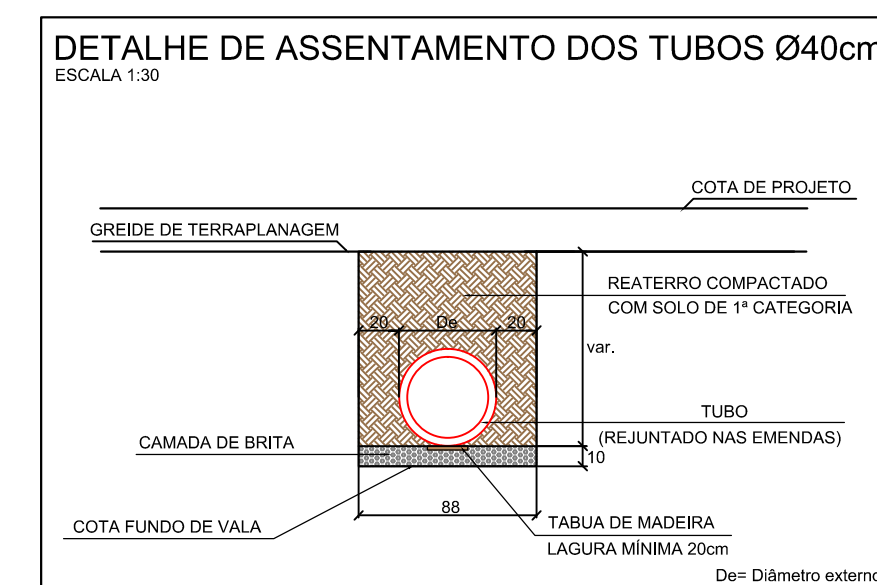 DETALHE DE ASSENTAMENTO DOS TUBOS Ø40cm
ESCALA 1:30
COTA DE PROJETO
GREIDE DE TERRAPLANAGEM
REATERRO COMPACTADO
COM SOLO DE 1ª CATEGORIA
20 De 20
var.
TUBO
(REJUNTADO NAS EMENDAS)
CAMADA DE BRITA
10
88
COTA FUNDO DE VALA
TABUA DE MADEIRA
LAGURA MÍNIMA 20cm
De= Diâmetro externo